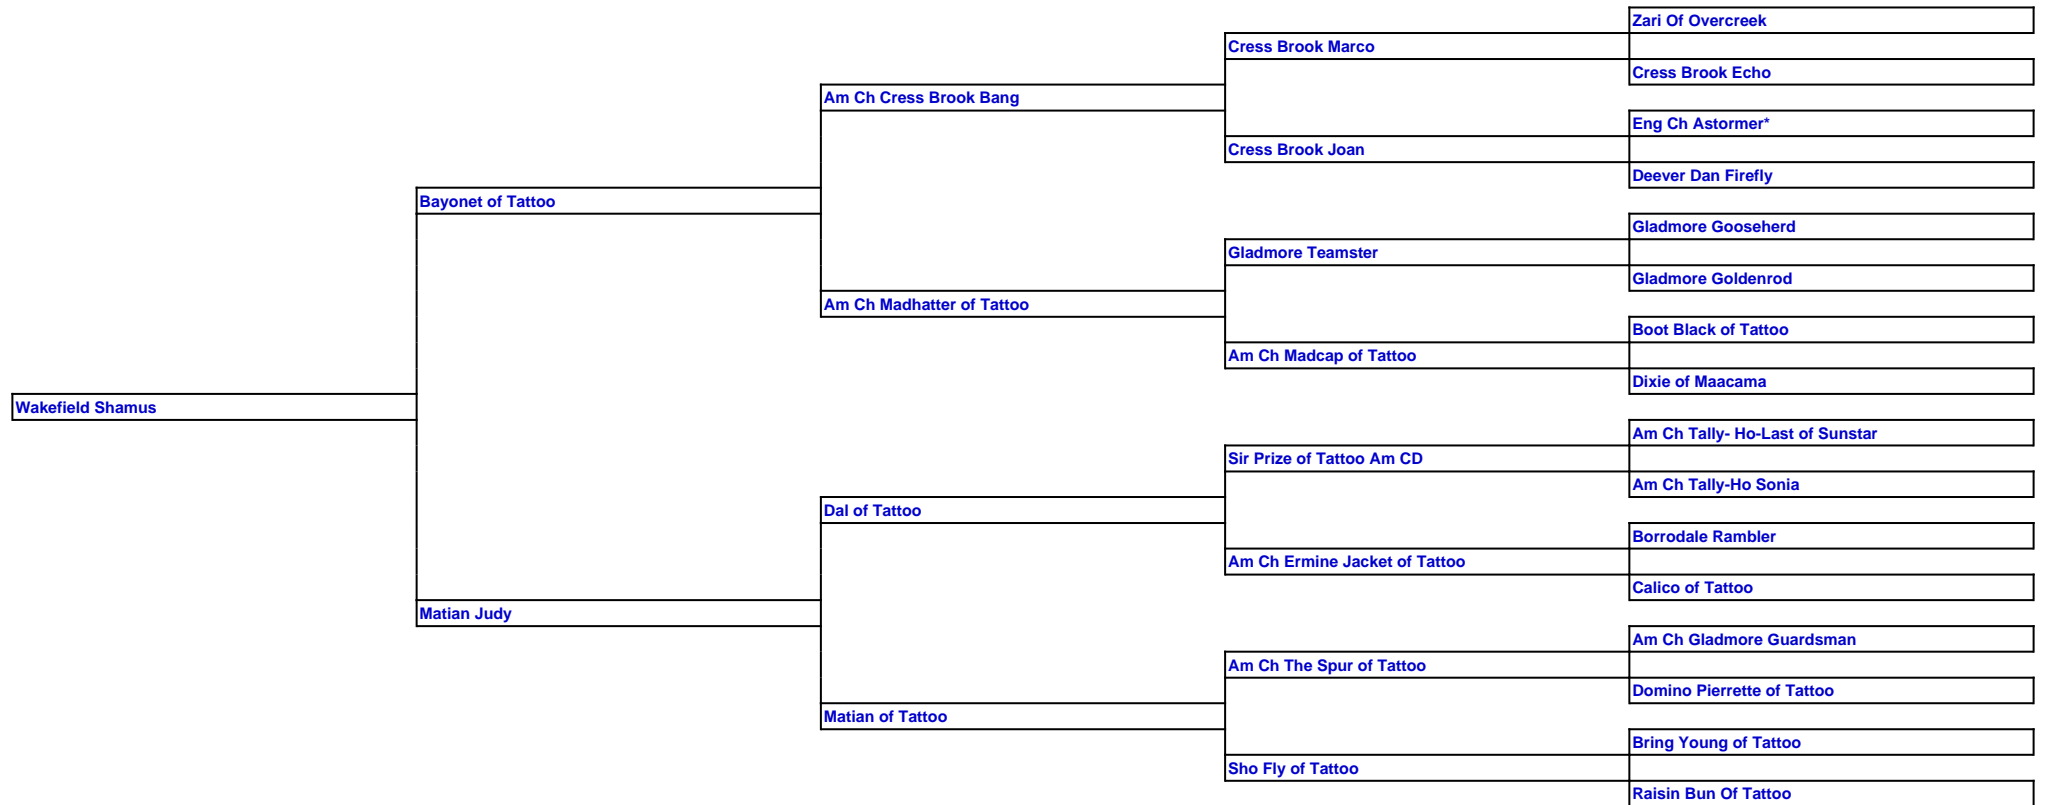 Zari Of Overcreek
Cress Brook Marco
Cress Brook Echo
Am Ch Cress Brook Bang
Eng Ch Astormer*
Cress Brook Joan
Deever Dan Firefly
Bayonet of Tattoo
Gladmore Gooseherd
Gladmore Teamster
Gladmore Goldenrod
Am Ch Madhatter of Tattoo
Boot Black of Tattoo
Am Ch Madcap of Tattoo
Dixie of Maacama
Wakefield Shamus
Am Ch Tally- Ho-Last of Sunstar
Sir Prize of Tattoo Am CD
Am Ch Tally-Ho Sonia
Dal of Tattoo
Borrodale Rambler
Am Ch Ermine Jacket of Tattoo
Calico of Tattoo
Matian Judy
Am Ch Gladmore Guardsman
Am Ch The Spur of Tattoo
Domino Pierrette of Tattoo
Matian of Tattoo
Bring Young of Tattoo
Sho Fly of Tattoo
Raisin Bun Of Tattoo